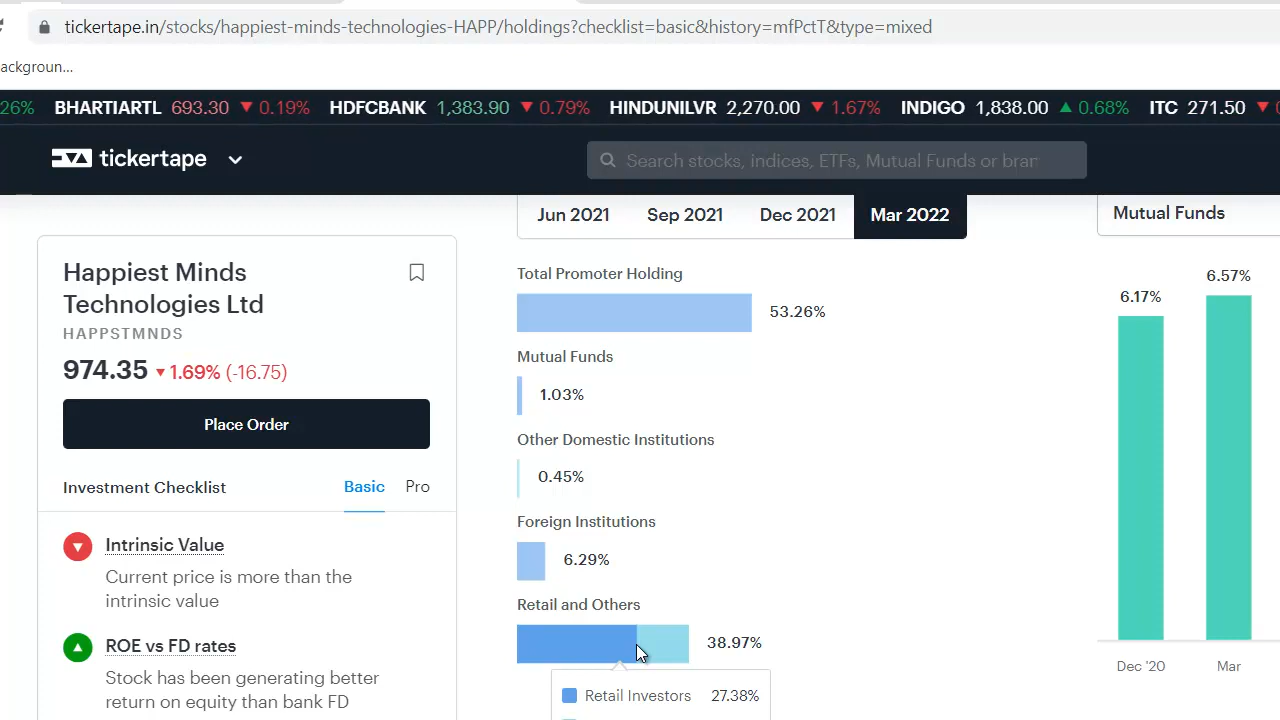 tickertape.in/stocks/happiest-minds-technologies-HAPP/holdings?checklist=basic&history=mfPctT&type=mixed
ackgroun...
26% BHARTIARTL 693.30 ▼ 0.19% HDFCBANK 1,383.90 ▼ 0.79% HINDUNILVR 2,270.00 ▼ 1.67% INDIGO 1,838.00 ▲ 0.68% ITC 271.50 ▼
tickertape
Search stocks, indices, ETFs, Mutual Funds or bran
Jun 2021 Sep 2021 Dec 2021 Mar 2022
Mutual Funds
Happiest Minds
Technologies Ltd
HAPPSTMNDS
974.35 ▼ 1.69% (-16.75)
Place Order
Investment Checklist Basic Pro
Intrinsic Value
Current price is more than the
intrinsic value
ROE vs FD rates
Stock has been generating better
return on equity than bank FD
Total Promoter Holding
53.26%
Mutual Funds
1.03%
Other Domestic Institutions
0.45%
Foreign Institutions
6.29%
Retail and Others
38.97%
Retail Investors 27.38%
6.17%
6.57%
Dec '20 Mar